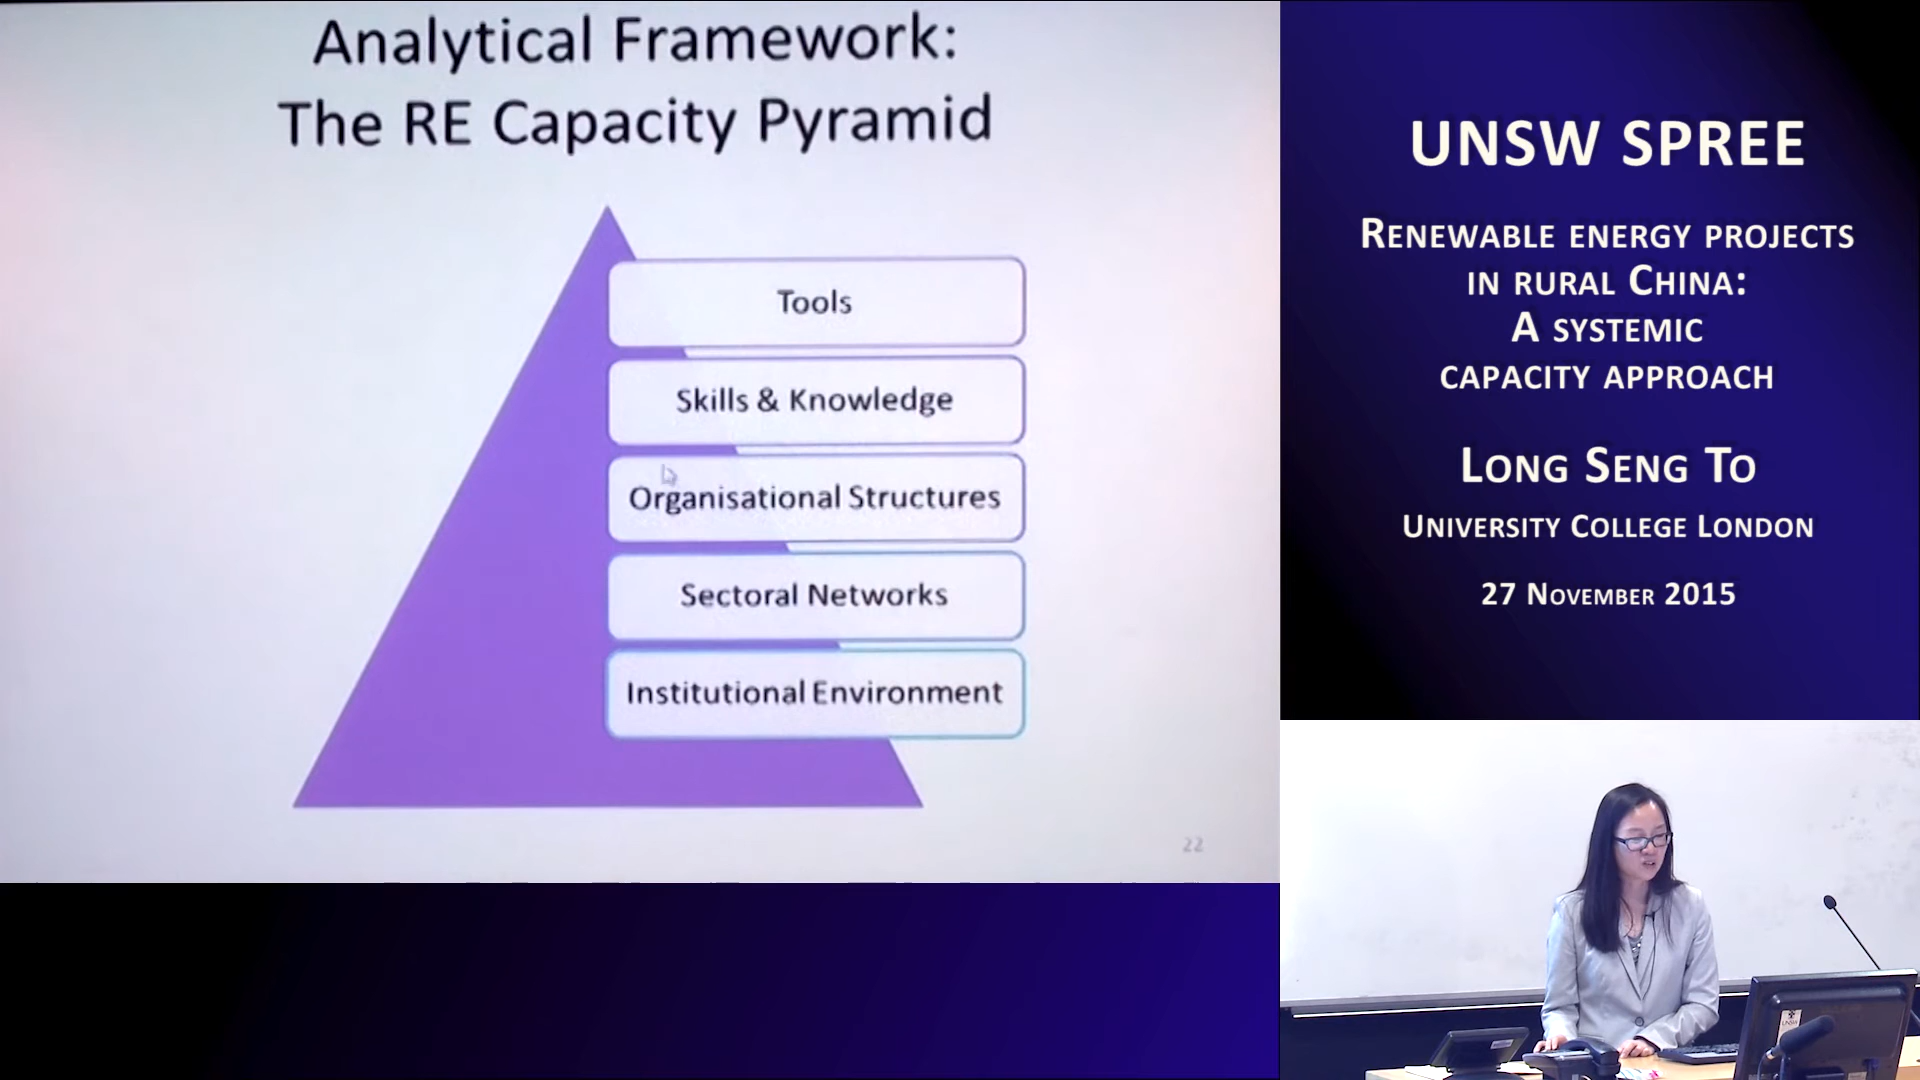 Analytical Framework:
The RE Capacity Pyramid
Tools
Skills & Knowledge
Organisational Structures
Sectoral Networks
Institutional Environment
22
UNSW SPREE
Renewable energy projects
in rural China:
A systemic
capacity approach
Long Seng To
University College London
27 November 2015
UNSW